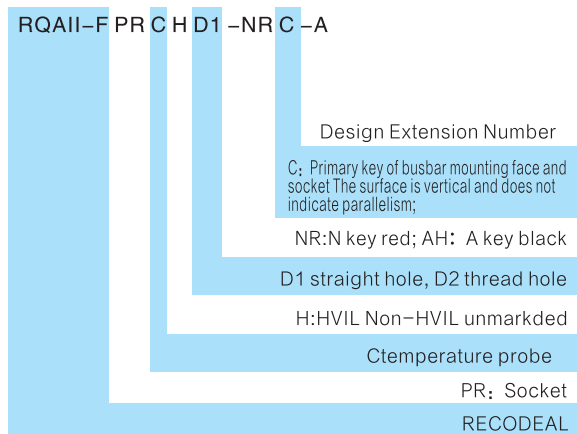 RQAII-F PR C H D1 -NR C -A
Design Extension Number
C: Primary key of busbar mounting face and
socket The surface is vertical and does not
indicate parallelism;
NR:N key red; AH: A key black
D1 straight hole, D2 thread hole
H:HVIL Non-HVIL unmarkded
Ctemperature probe
PR: Socket
RECODEAL